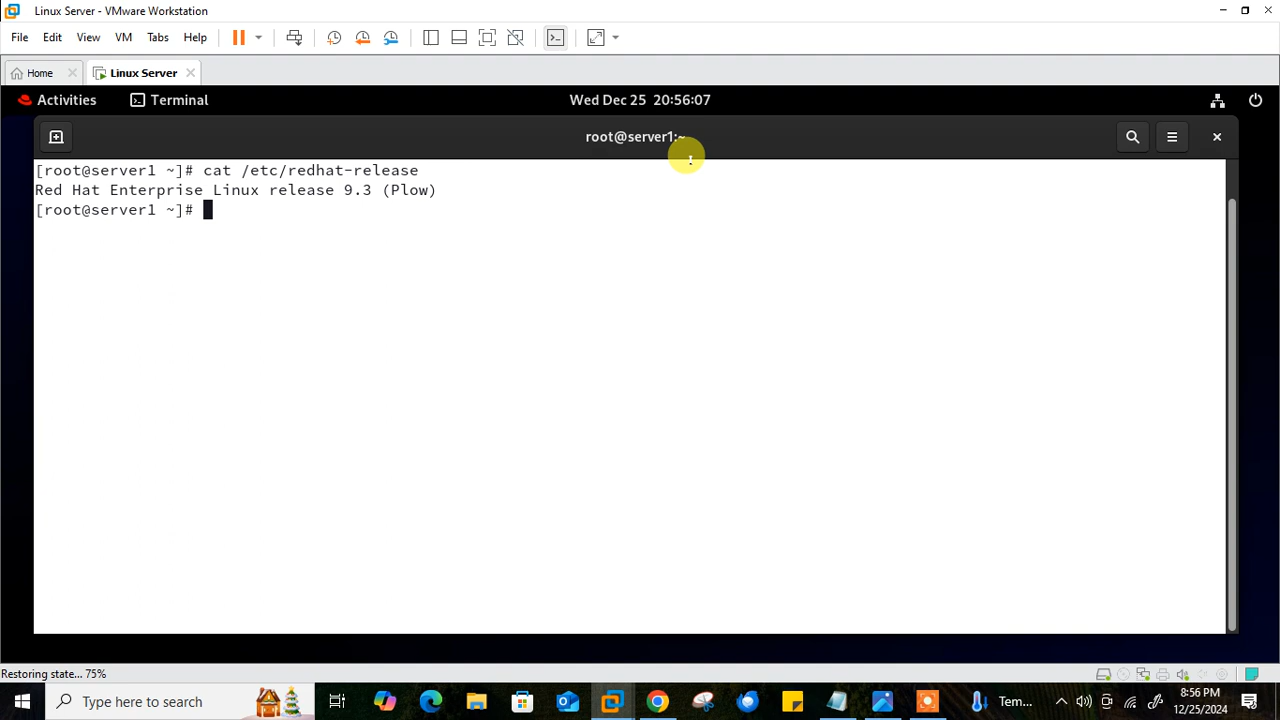 Linux Server - VMware Workstation
File Edit View VM Tabs Help
Home Linux Server
Activities Terminal Wed Dec 25 20:56:07
root@server1:~
[root@server1 ~]# cat /etc/redhat-release
Red Hat Enterprise Linux release 9.3 (Plow)
[root@server1 ~]#
Restoring state... 75%
Type here to search Tem... 8:56 PM
12/25/2024